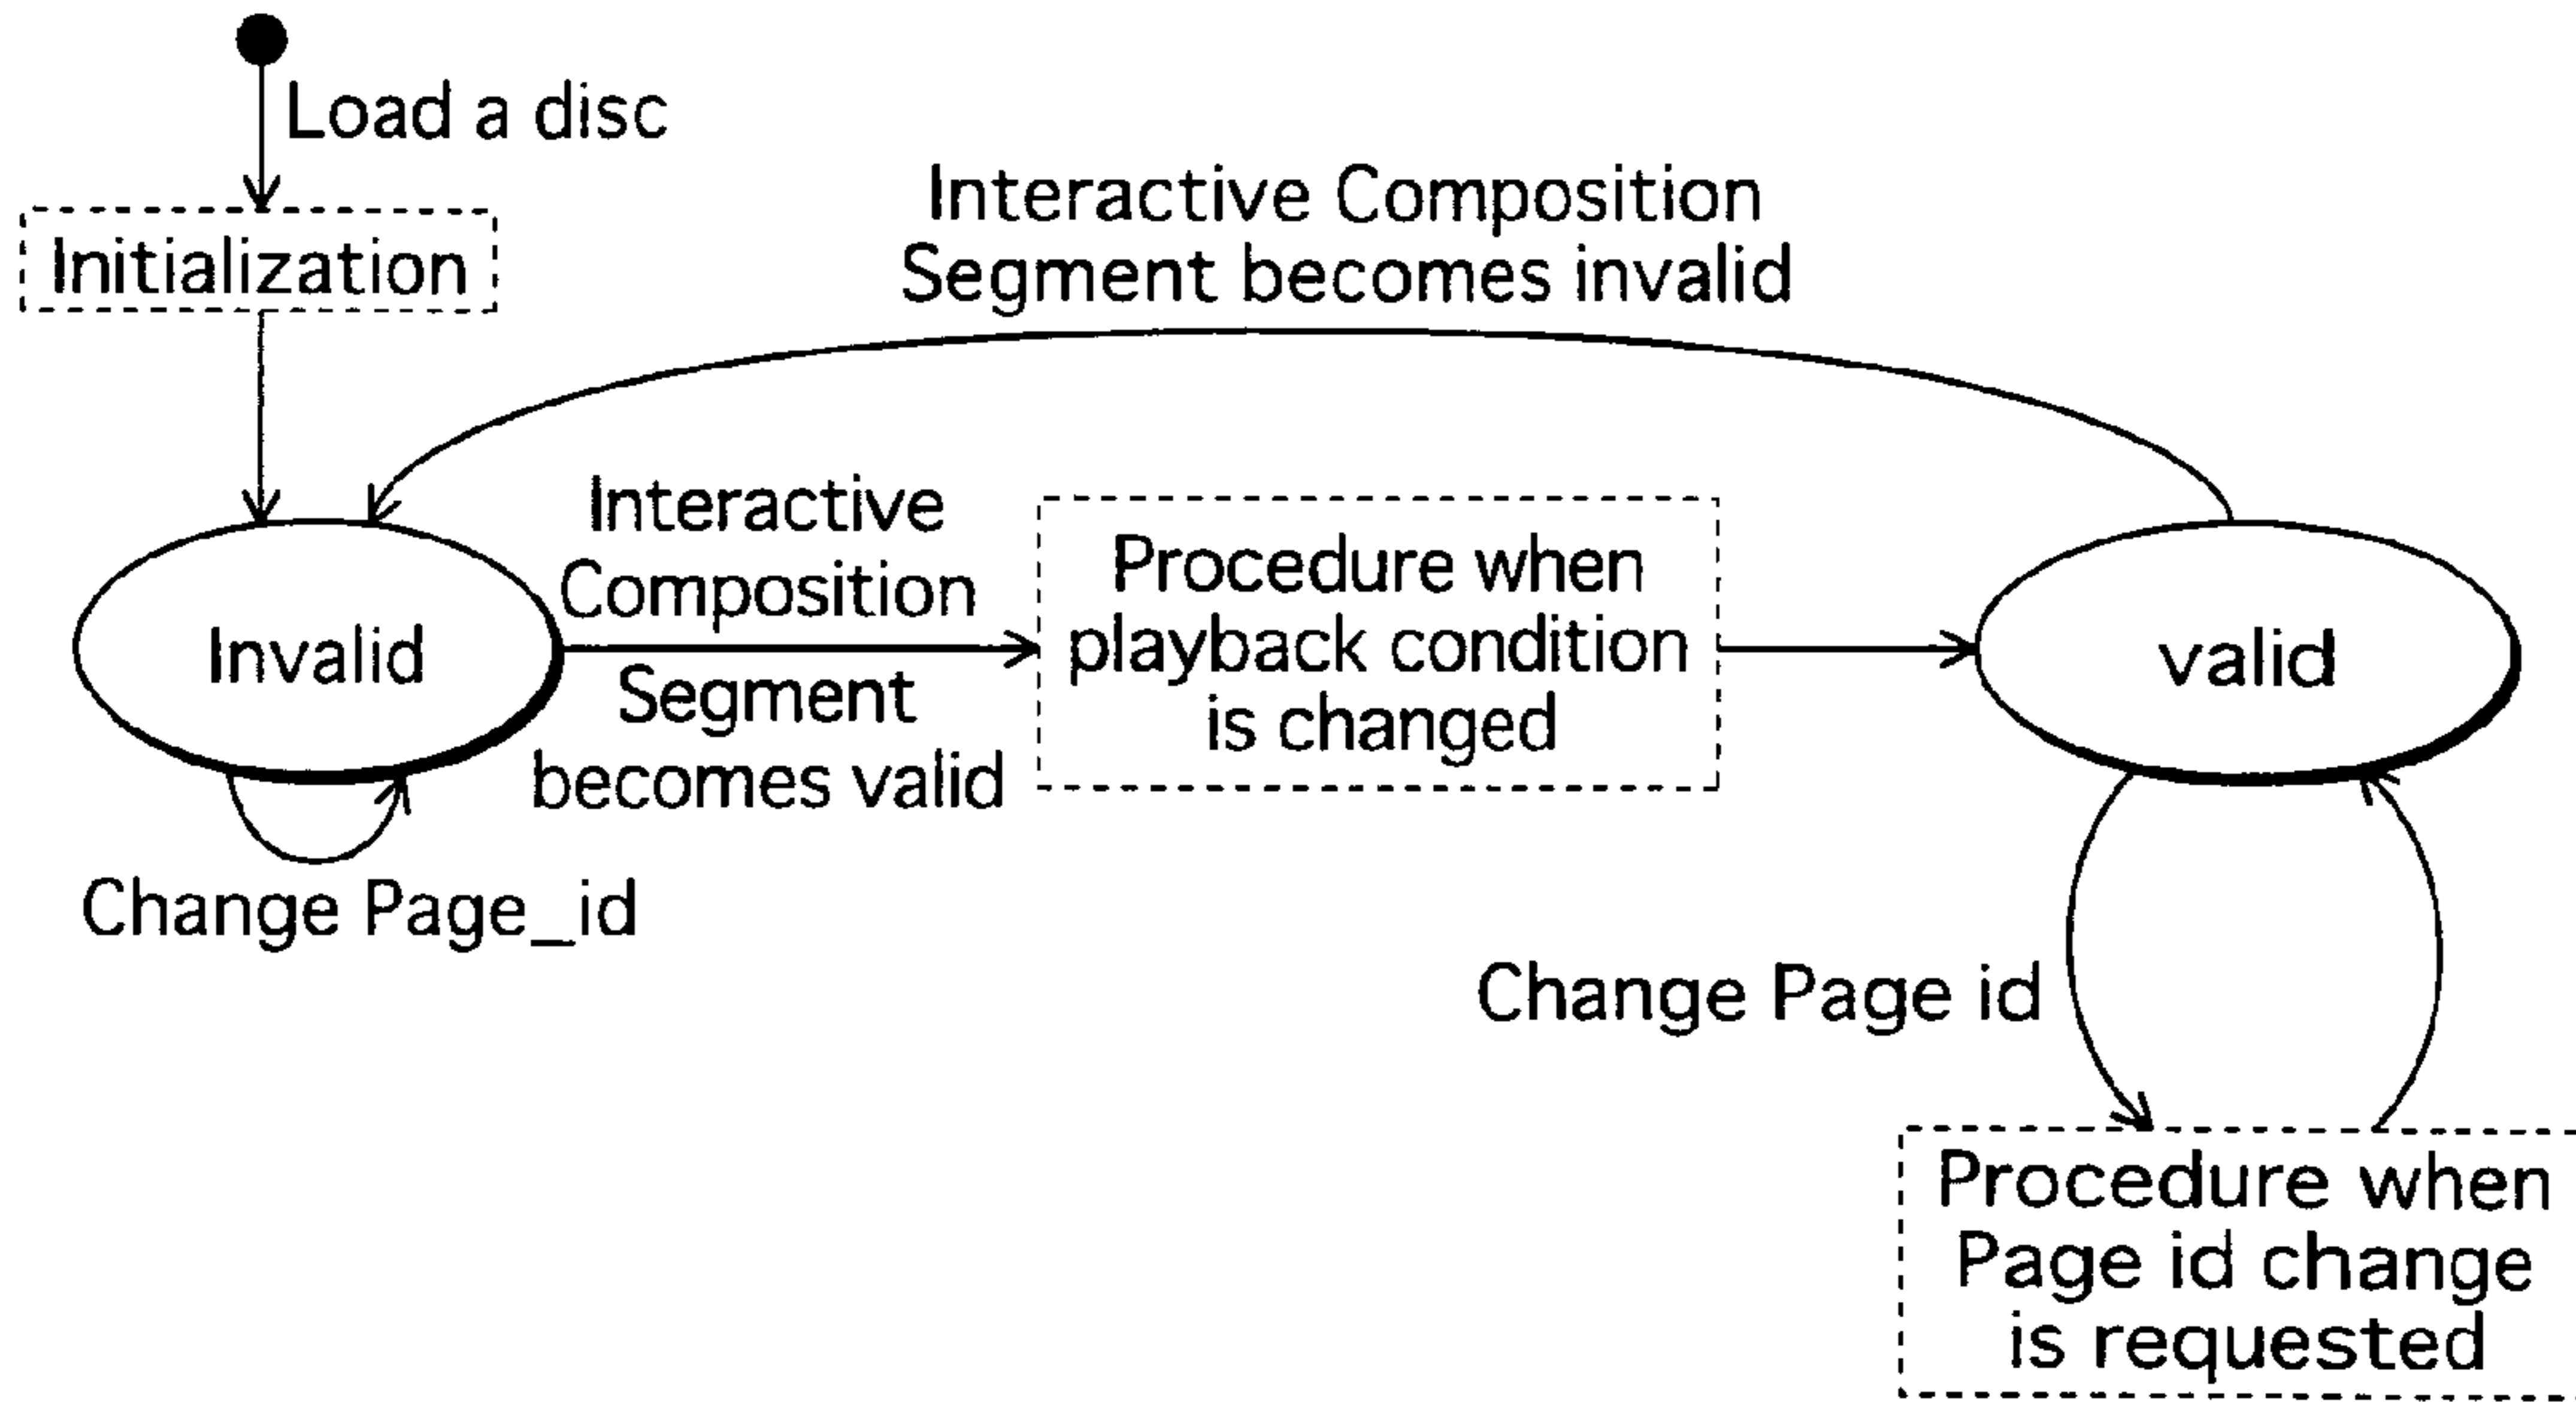 Load a disc
Initialization
Interactive Composition
Segment becomes invalid
Invalid
Interactive
Composition
Segment
becomes valid
Procedure when
playback condition
is changed
valid
Change Page_id
Change Page id
Procedure when
Page id change
is requested